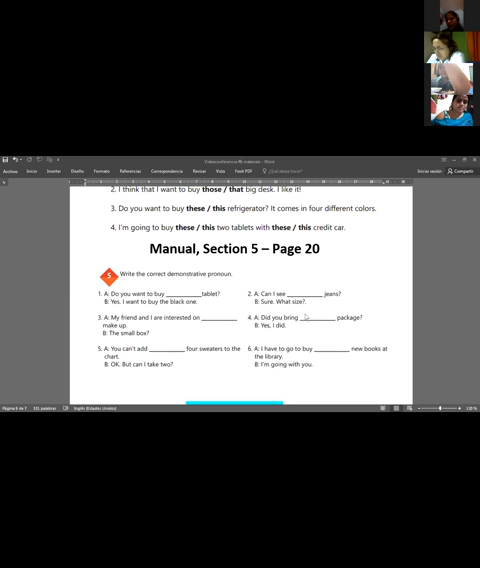 Videoconferencia R6 materials - Word
Archivo Inicio Insertar Diseño Formato Referencias Correspondencia Revisar Vista Foxit PDF ¿Qué desea hacer? Iniciar sesión Compartir
2. I think that I want to buy those / that big desk. I like it!
3. Do you want to buy these / this refrigerator? It comes in four different colors.
4. I'm going to buy these / this two tablets with these / this credit car.
Manual, Section 5 – Page 20
5 Write the correct demonstrative pronoun.
1. A: Do you want to buy ____________tablet?
B: Yes. I want to buy the black one.
2. A: Can I see ____________ jeans?
B: Sure. What size?.
3. A: My friend and I are interested on ____________
make up.
B: The small box?
4. A: Did you bring ____________ package?
B: Yes, I did.
5. A: You can't add ____________ four sweaters to the
chart.
B: OK. But can I take two?
6. A: I have to go to buy ____________ new books at
the library.
B: I'm going with you.
Página 6 de 7 531 palabras Inglés (Estados Unidos) 120 %